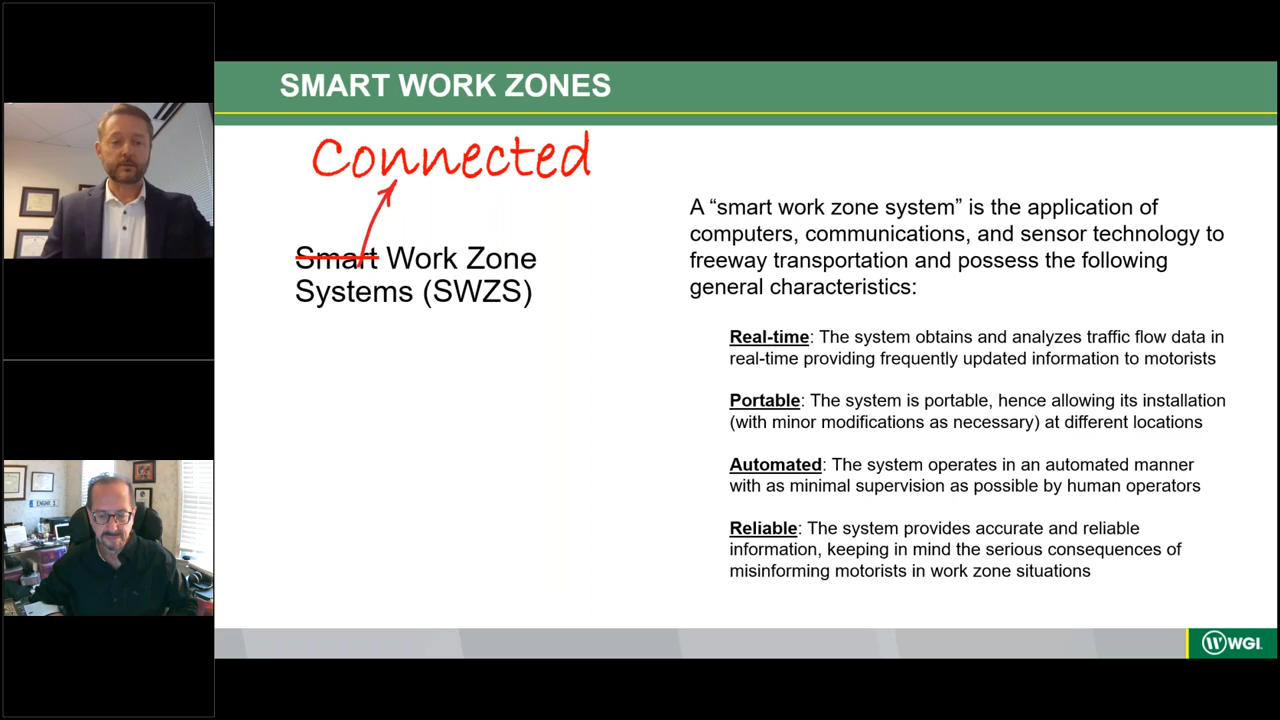 SMART WORK ZONES
Connected
Smart Work Zone
Systems (SWZS)
A “smart work zone system” is the application of
computers, communications, and sensor technology to
freeway transportation and possess the following
general characteristics:
Real-time: The system obtains and analyzes traffic flow data in
real-time providing frequently updated information to motorists
Portable: The system is portable, hence allowing its installation
(with minor modifications as necessary) at different locations
Automated: The system operates in an automated manner
with as minimal supervision as possible by human operators
Reliable: The system provides accurate and reliable
information, keeping in mind the serious consequences of
misinforming motorists in work zone situations
WGI.